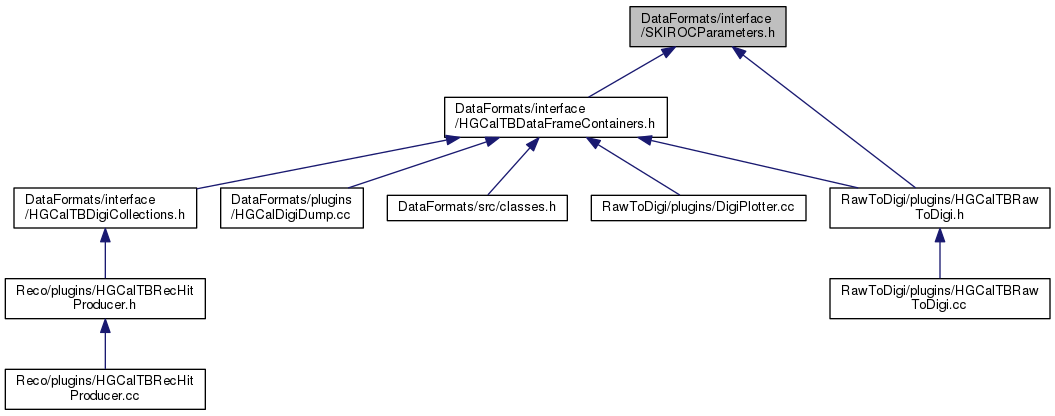 DataFormats/interface
/SKIROCParameters.h
DataFormats/interface
/HGCalTBDataFrameContainers.h
DataFormats/interface
/HGCalTBDigiCollections.h
DataFormats/plugins
/HGCalDigiDump.cc
DataFormats/src/classes.h
RawToDigi/plugins/DigiPlotter.cc
RawToDigi/plugins/HGCalTBRaw
ToDigi.h
Reco/plugins/HGCalTBRecHit
Producer.h
RawToDigi/plugins/HGCalTBRaw
ToDigi.cc
Reco/plugins/HGCalTBRecHit
Producer.cc